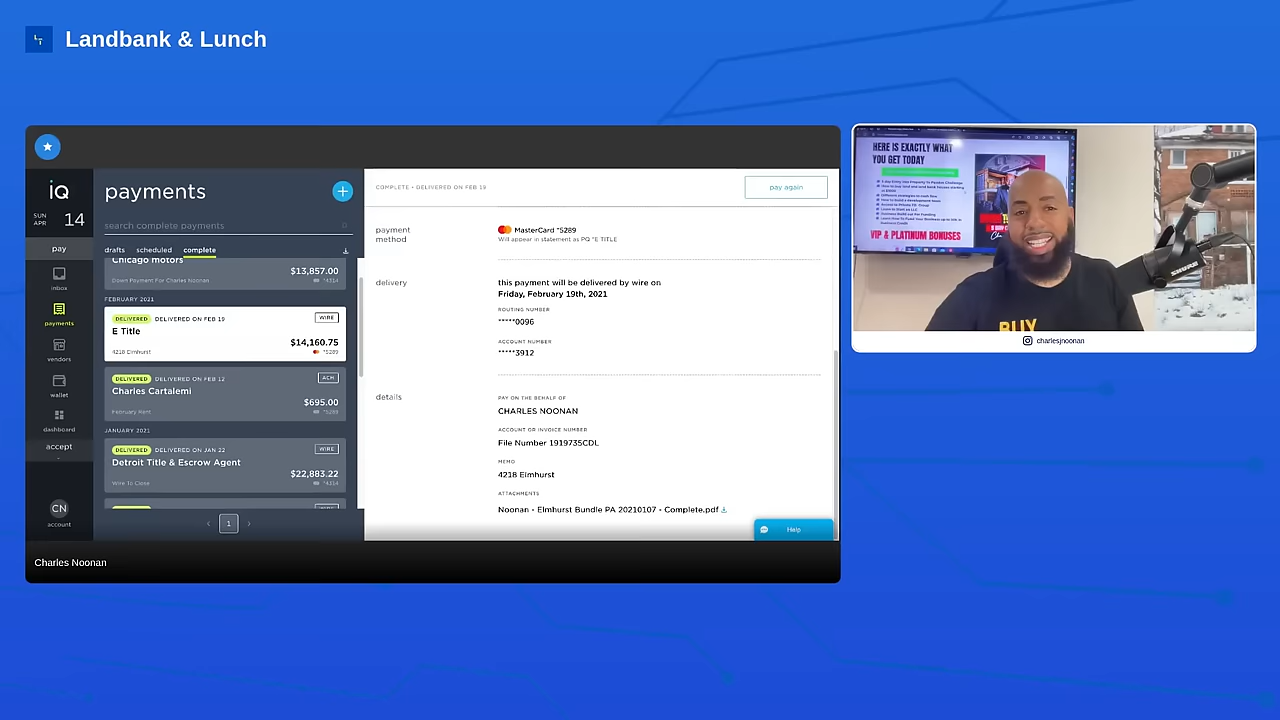 Landbank & Lunch
iQ
SUN
APR
14
pay
inbox
payments
vendors
wallet
dashboard
accept
CN
account
payments
search complete payments
drafts scheduled complete
Chicago motors
$13,857.00
Down Payment For Charles Noonan
*4314
FEBRUARY 2021
DELIVERED DELIVERED ON FEB 19 WIRE
E Title
$14,160.75
4218 Elmhurst *5289
DELIVERED DELIVERED ON FEB 12 ACH
Charles Cartalemi
$695.00
February Rent *5289
JANUARY 2021
DELIVERED DELIVERED ON JAN 22 WIRE
Detroit Title & Escrow Agent
$22,883.22
Wire To Close *4314
1
COMPLETE • DELIVERED ON FEB 19
pay again
payment
method
MasterCard *5289
Will appear in statement as PQ *E TITLE
delivery
this payment will be delivered by wire on
Friday, February 19th, 2021
ROUTING NUMBER
*****0096
ACCOUNT NUMBER
*****3912
details
PAY ON THE BEHALF OF
CHARLES NOONAN
ACCOUNT OR INVOICE NUMBER
File Number 1919735CDL
MEMO
4218 Elmhurst
ATTACHMENTS
Noonan - Elmhurst Bundle PA 20210107 - Complete.pdf
Help
Charles Noonan
HERE IS EXACTLY WHAT
YOU GET TODAY
VIP & PLATINUM BONUSES
SHURE
BUY
charlesjnoonan